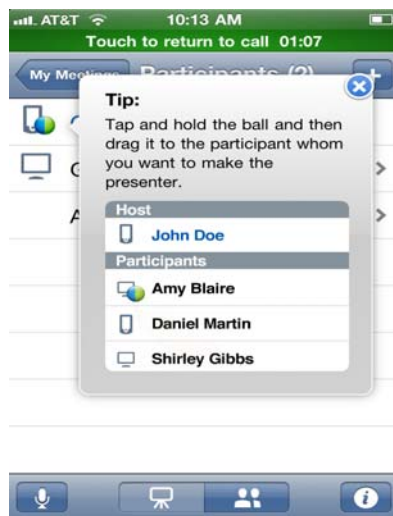 AT&T 10:13 AM
Touch to return to call 01:07
My Meetings Participants (2) +
Tip:
Tap and hold the ball and then
drag it to the participant whom
you want to make the
presenter.
Host
John Doe
Participants
Amy Blaire
Daniel Martin
Shirley Gibbs